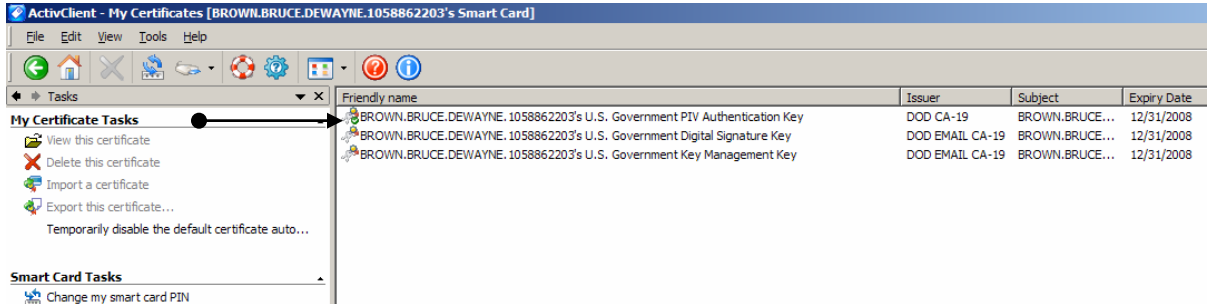 ActivClient - My Certificates [BROWN.BRUCE.DEWAYNE.1058862203's Smart Card]
File Edit View Tools Help
Tasks
My Certificate Tasks
View this certificate
Delete this certificate
Import a certificate
Export this certificate...
Temporarily disable the default certificate auto...
Smart Card Tasks
Change my smart card PIN
Friendly name Issuer Subject Expiry Date
BROWN.BRUCE.DEWAYNE.1058862203's U.S. Government PIV Authentication Key DOD CA-19 BROWN.BRUCE... 12/31/2008
BROWN.BRUCE.DEWAYNE.1058862203's U.S. Government Digital Signature Key DOD EMAIL CA-19 BROWN.BRUCE... 12/31/2008
BROWN.BRUCE.DEWAYNE.1058862203's U.S. Government Key Management Key DOD EMAIL CA-19 BROWN.BRUCE... 12/31/2008